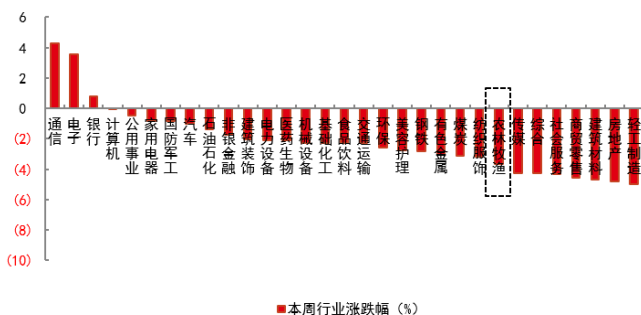 6
4
2
0
(2)
(4)
(6)
(8)
(10)
通信
电子
银行
计算机
公用事业
家用电器
国防军工
汽车
石油石化
非银金融
建筑装饰
电力设备
医药生物
机械设备
基础化工
食品饮料
交通运输
环保
美容护理
钢铁
有色金属
煤炭
纺织服饰
农林牧渔
传媒
综合
社会服务
商贸零售
建筑材料
房地产
轻工制造
本周行业涨跌幅（%）